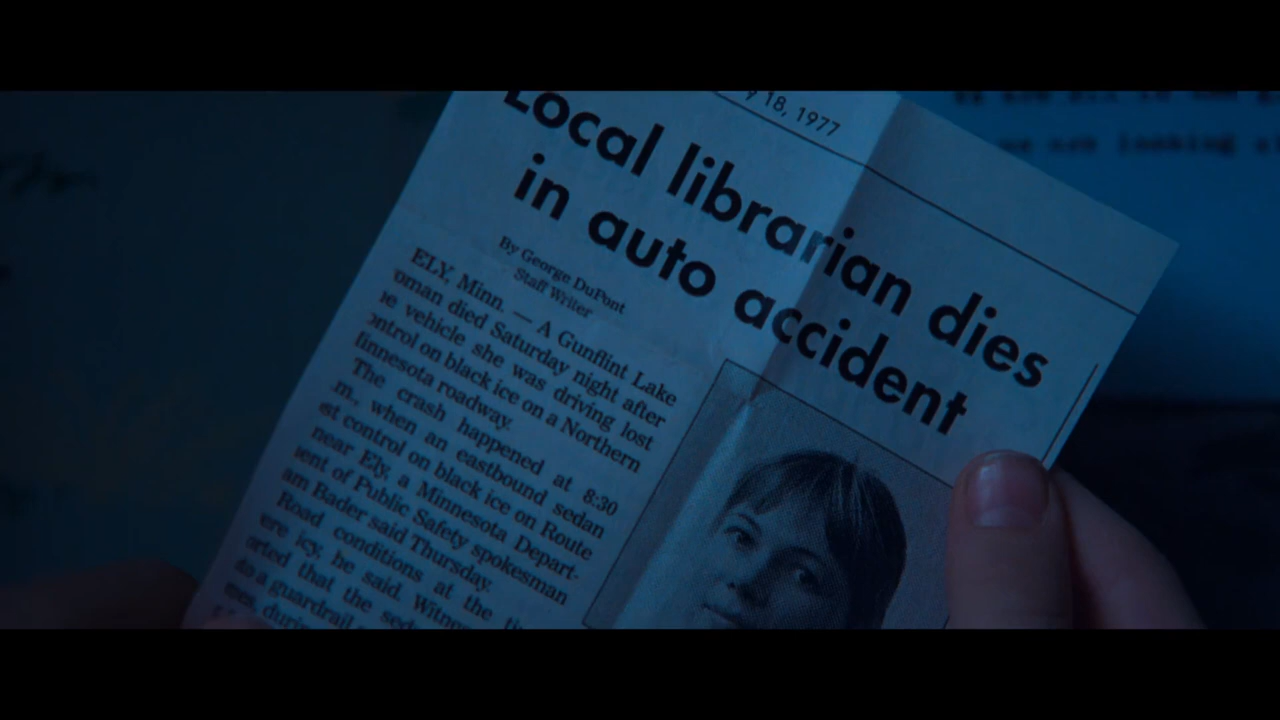 18, 1977
Local librarian dies
in auto accident
By George DuPont
Staff Writer
ELY, Minn. — A Gunflint Lake
oman died Saturday night after
e vehicle she was driving lost
ontrol on black ice on a Northern
innesota roadway.
The crash happened at 8:30
m., when an eastbound sedan
st control on black ice on Route
near Ely, a Minnesota Depart-
ent of Public Safety spokesman
am Bader said Thursday.
Road conditions at the
ere icy, he said.
orted that the
to a guardrail
not looking